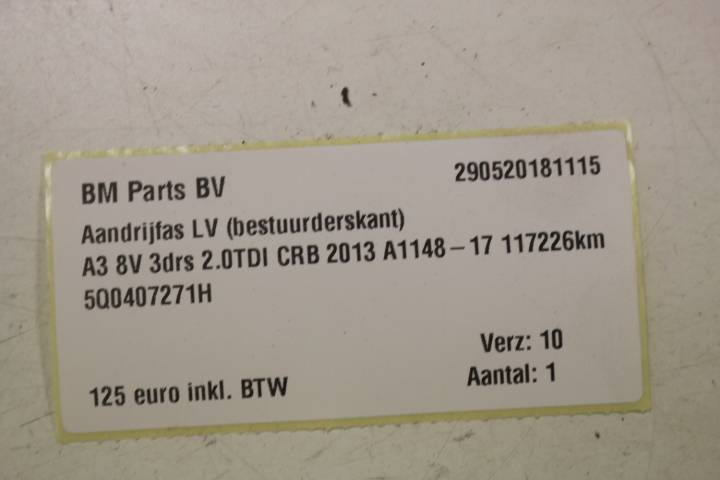 BM Parts BV 290520181115
Aandrijfas LV (bestuurderskant)
A3 8V 3drs 2.0TDI CRB 2013 A1148-17 117226km
5Q0407271H
Verz: 10
125 euro inkl. BTW Aantal: 1